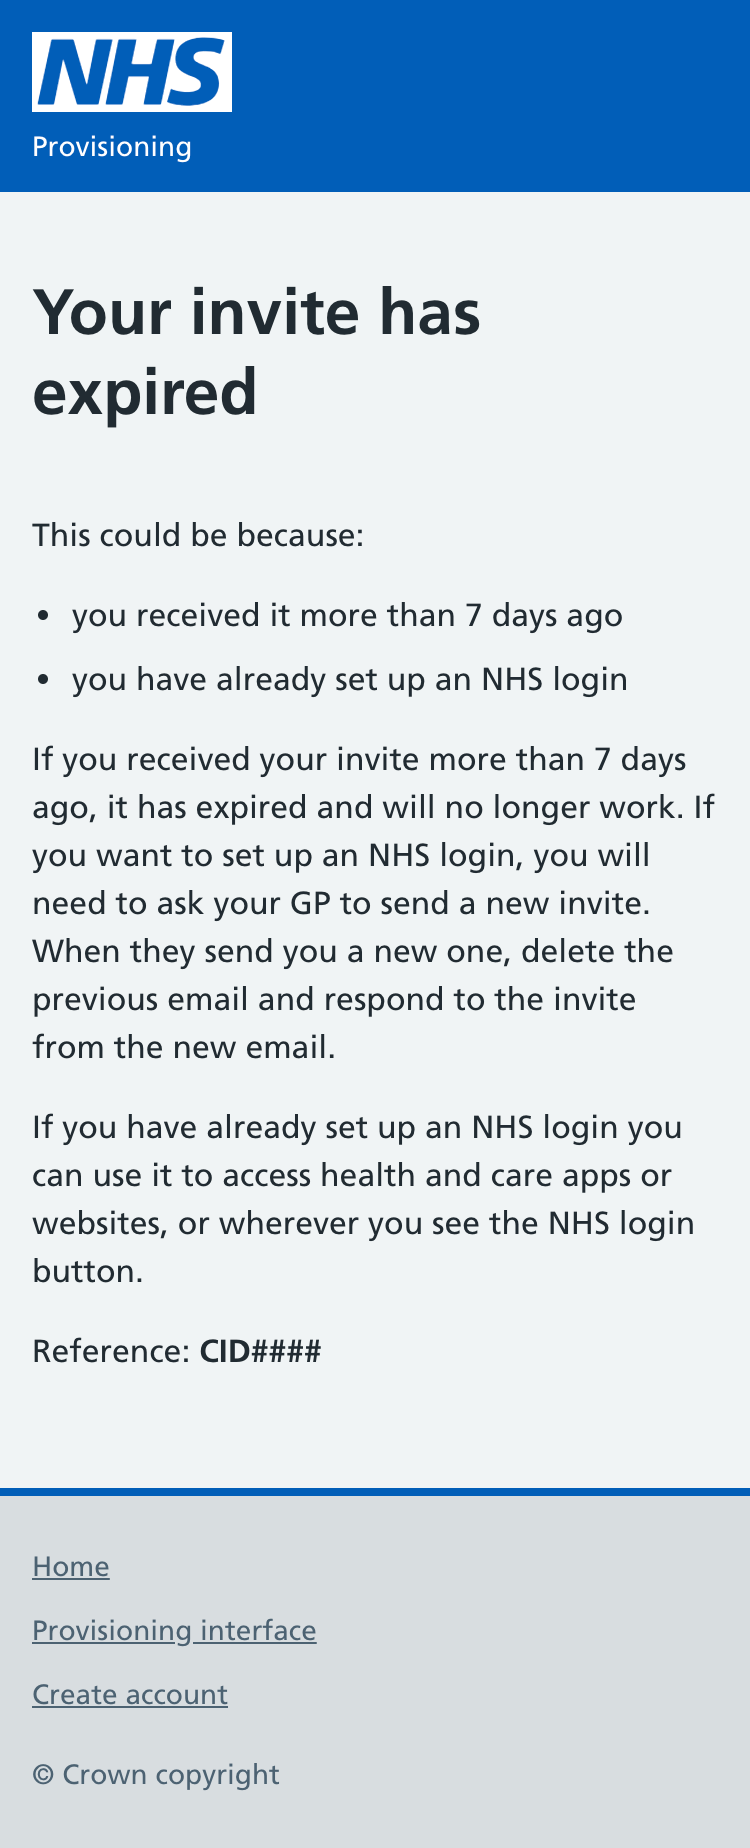 NHS
Provisioning
Your invite has
expired
This could be because:
• you received it more than 7 days ago
• you have already set up an NHS login
If you received your invite more than 7 days
ago, it has expired and will no longer work. If
you want to set up an NHS login, you will
need to ask your GP to send a new invite.
When they send you a new one, delete the
previous email and respond to the invite
from the new email.
If you have already set up an NHS login you
can use it to access health and care apps or
websites, or wherever you see the NHS login
button.
Reference: CID####
Home
Provisioning interface
Create account
© Crown copyright